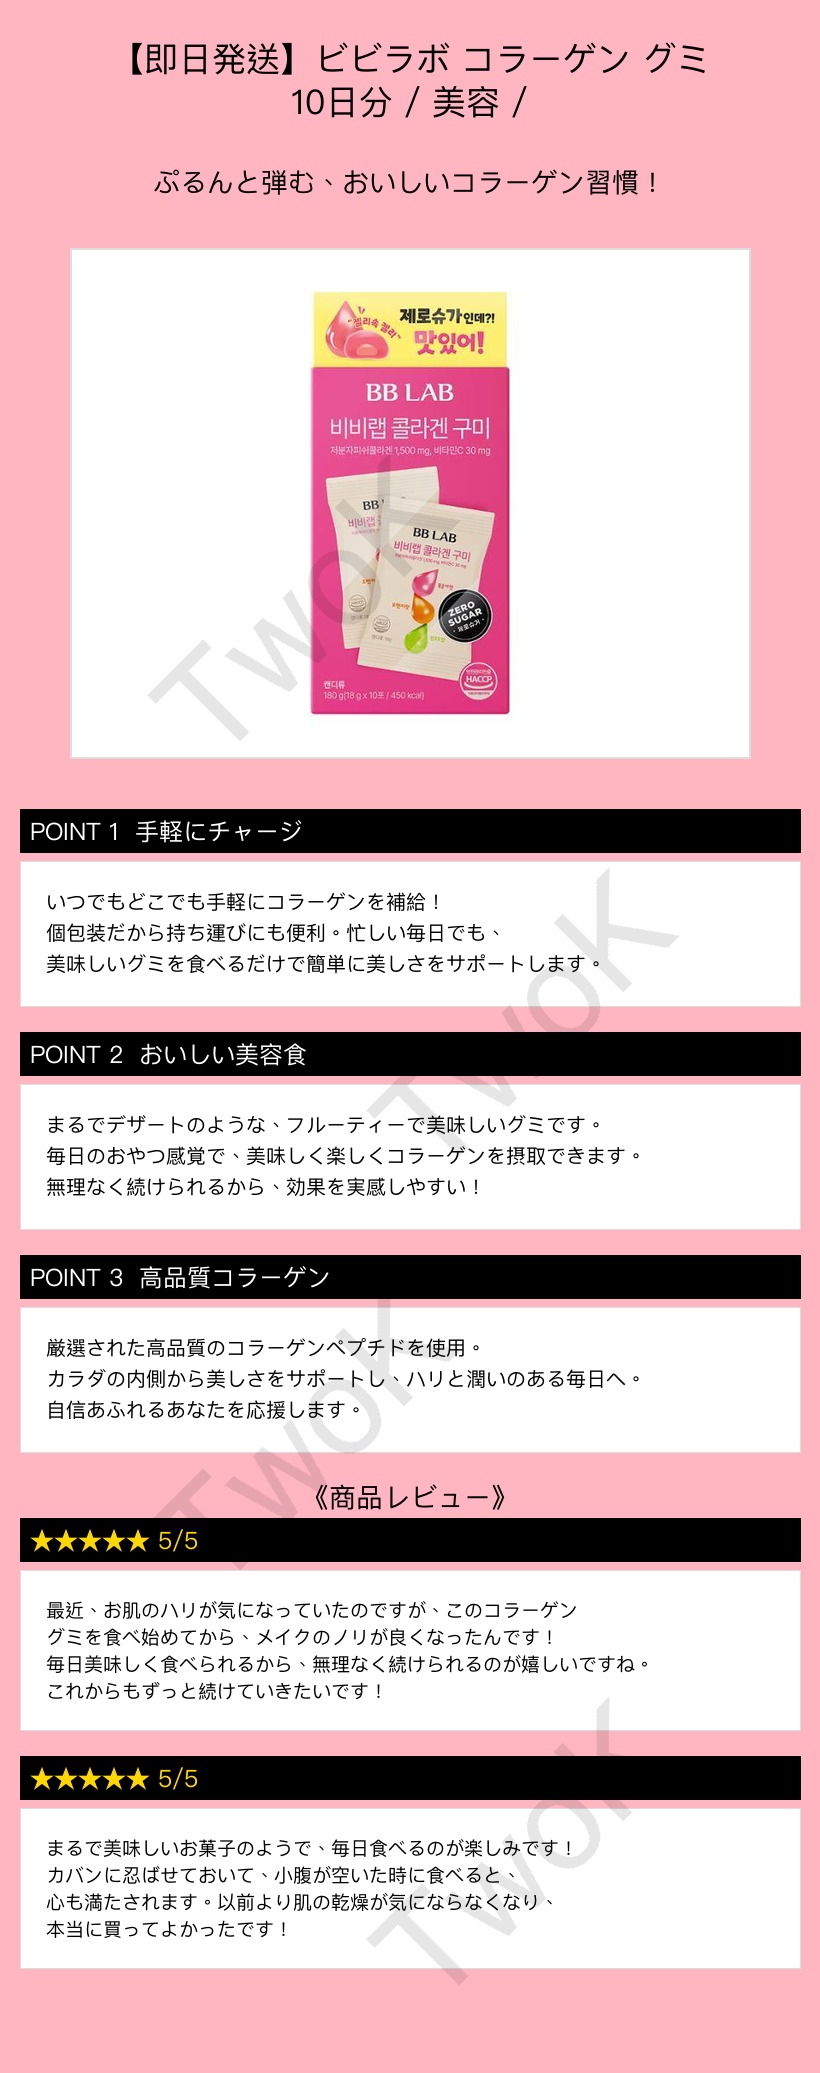 【即日発送】ビビラボ コラーゲン グミ
10日分 / 美容 /
ぷるんと弾む、おいしいコラーゲン習慣！
젤리속 젤리
제로슈가인데?!
맛있어!
BB LAB
비비랩 콜라겐 구미
저분자피쉬콜라겐 1,500 mg, 비타민C 30 mg
BB LAB
비비랩 콜라겐 구미
ZERO
SUGAR
제로슈거
HACCP
캔디류
180 g(18 g x 10포 / 450 kcal)
TwoK
POINT 1 手軽にチャージ
いつでもどこでも手軽にコラーゲンを補給！
個包装だから持ち運びにも便利。忙しい毎日でも、
美味しいグミを食べるだけで簡単に美しさをサポートします。
TwoK
POINT 2 おいしい美容食
まるでデザートのような、フルーティーで美味しいグミです。
毎日のおやつ感覚で、美味しく楽しくコラーゲンを摂取できます。
無理なく続けられるから、効果を実感しやすい！
POINT 3 高品質コラーゲン
厳選された高品質のコラーゲンペプチドを使用。
カラダの内側から美しさをサポートし、ハリと潤いのある毎日へ。
自信あふれるあなたを応援します。
TwoK
《商品レビュー》
★★★★★ 5/5
最近、お肌のハリが気になっていたのですが、このコラーゲン
グミを食べ始めてから、メイクのノリが良くなったんです！
毎日美味しく食べられるから、無理なく続けられるのが嬉しいですね。
これからもずっと続けていきたいです！
★★★★★ 5/5
まるで美味しいお菓子のようで、毎日食べるのが楽しみです！
カバンに忍ばせておいて、小腹が空いた時に食べると、
心も満たされます。以前より肌の乾燥が気にならなくなり、
本当に買ってよかったです！
TwoK